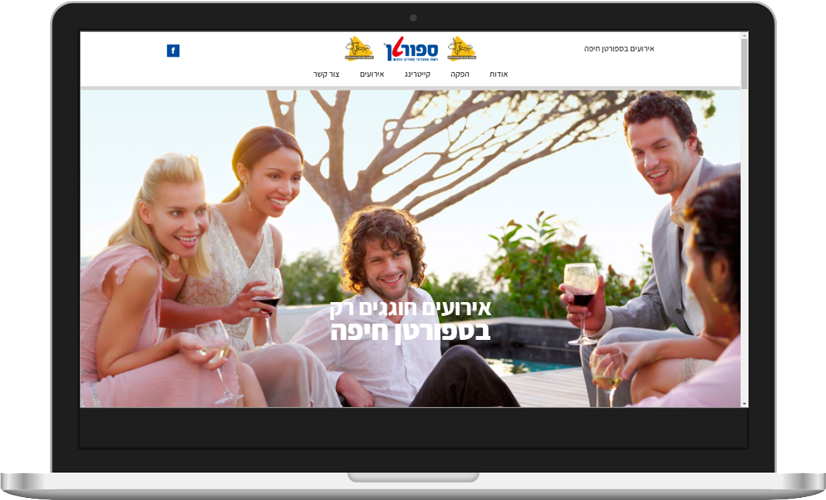 אירועים בספורטן חיפה
ספורטן
f
אודות
הפקה
קייטרינג
אירועים
צור קשר
אירועים חוגגים רק
בספורטן חיפה